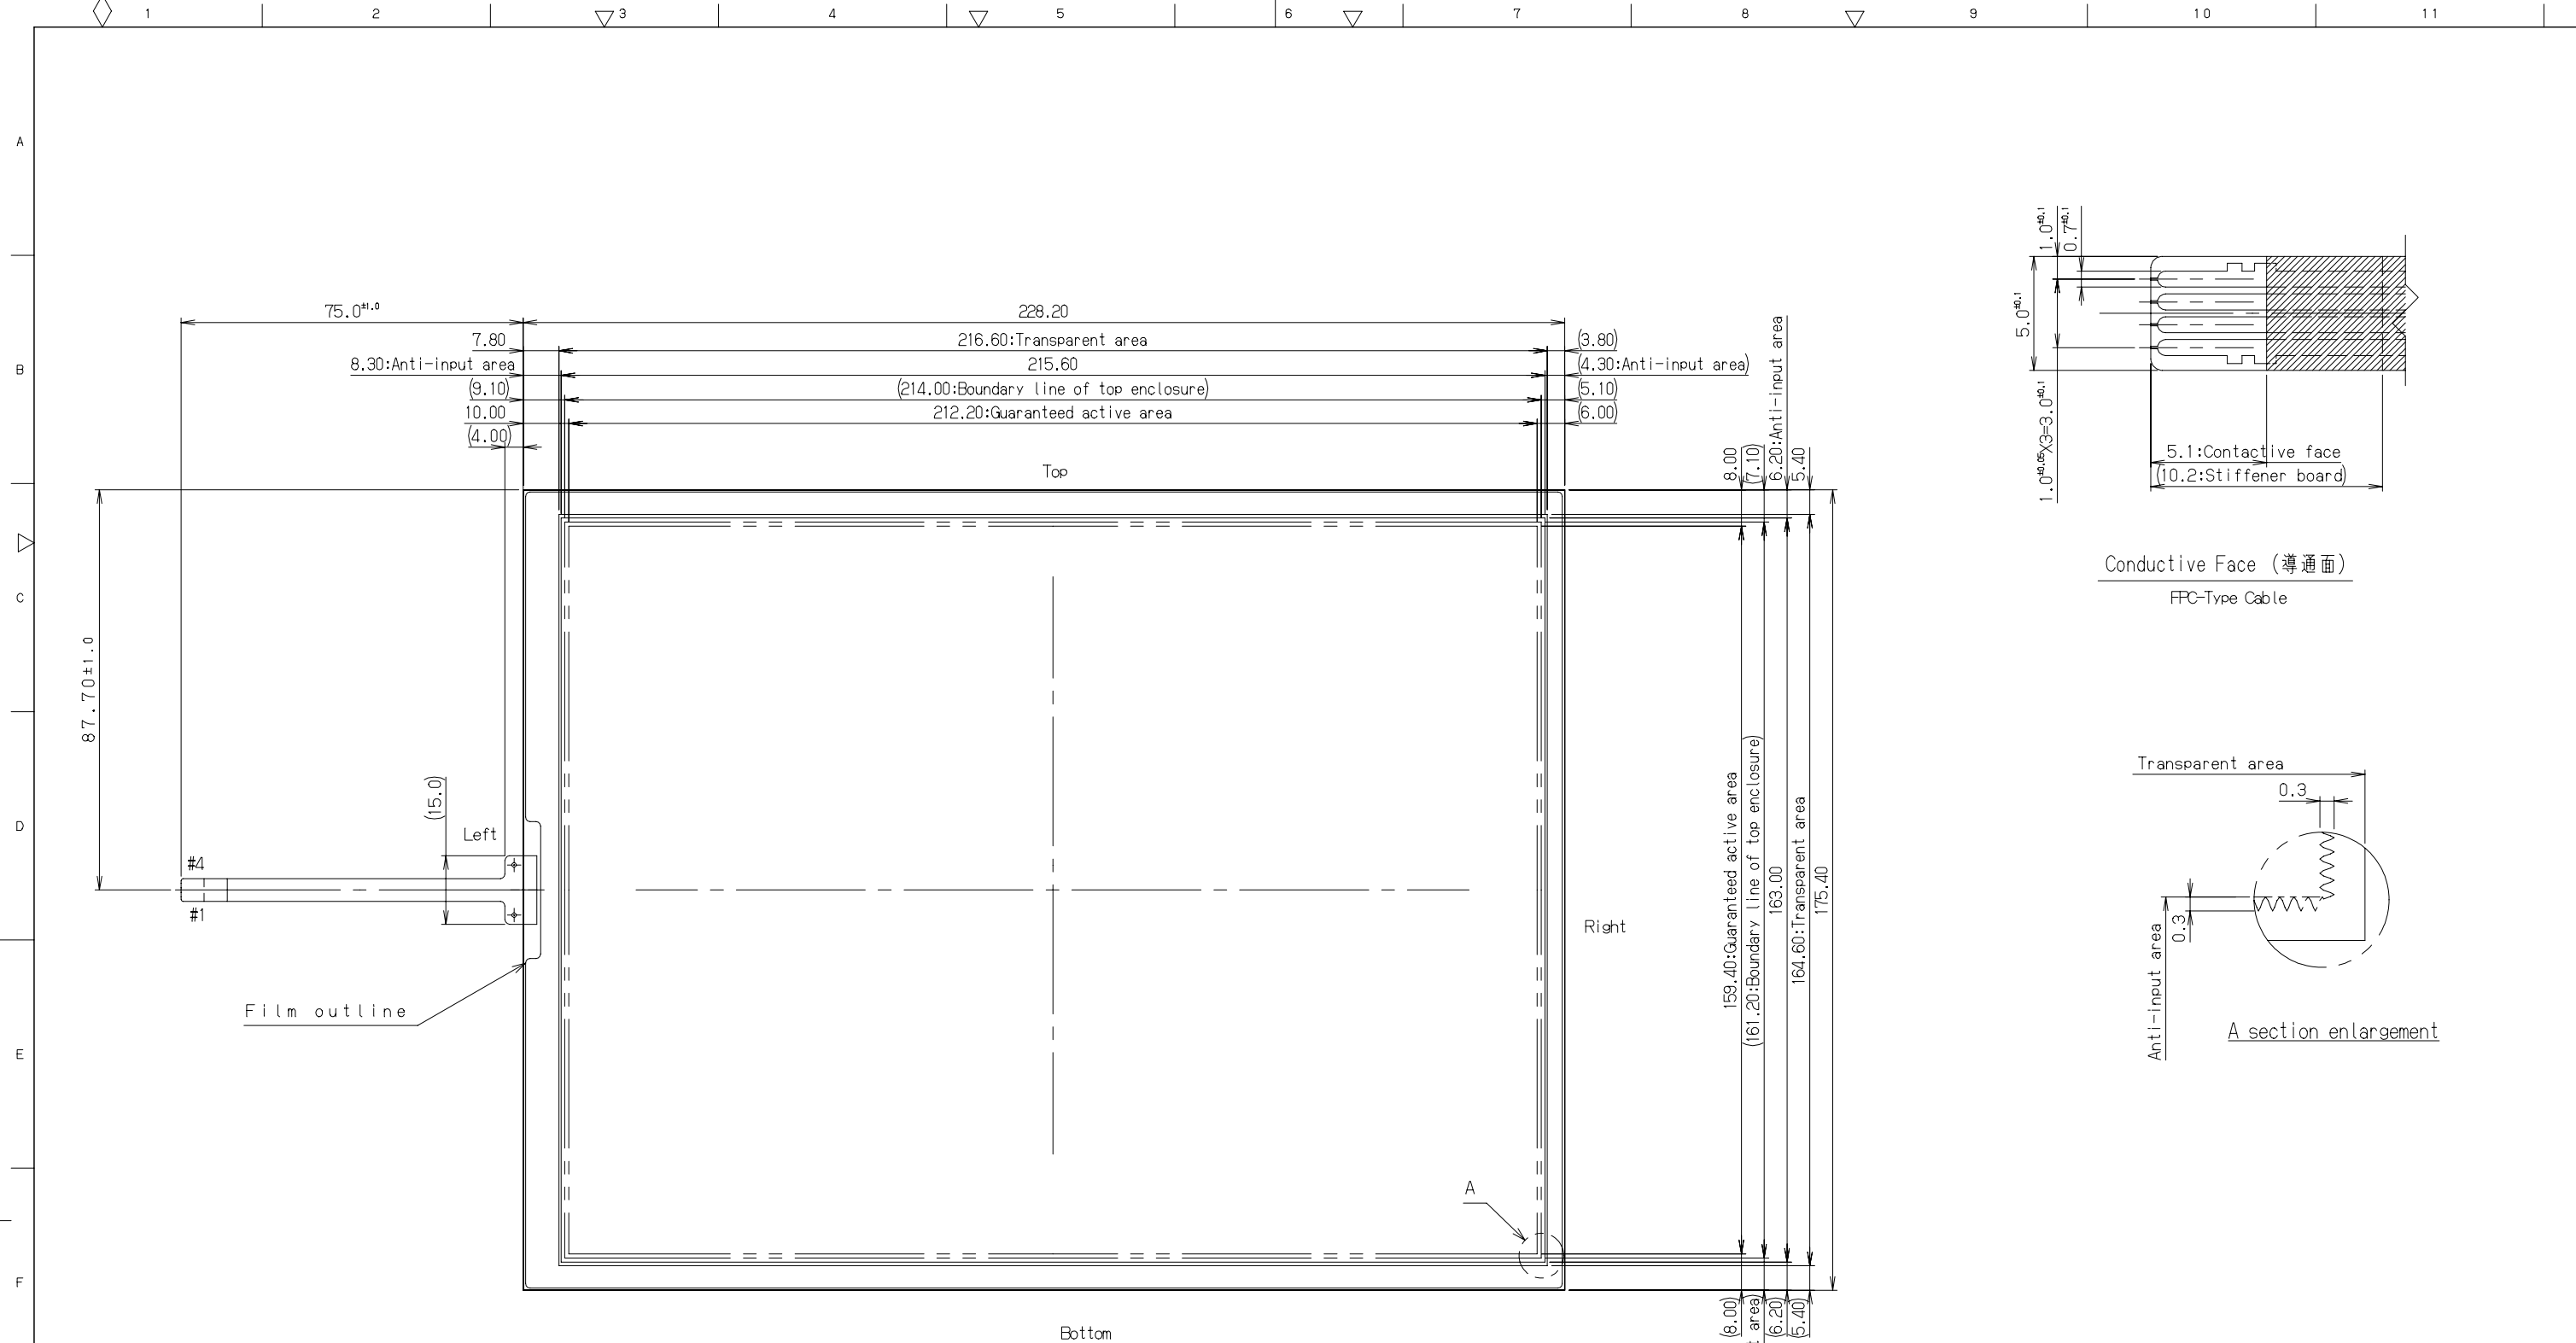 1 2 3 4 5 6 7 8 9 10 11
A
B
C
D
E
F
75.0±1.0
228.20
7.80
216.60:Transparent area
(3.80)
8.30:Anti-input area
215.60
(4.30:Anti-input area)
(9.10)
(214.00:Boundary line of top enclosure)
(5.10)
10.00
212.20:Guaranteed active area
(6.00)
(4.00)
Top
8.00
(7.10)
6.20:Anti-input area
5.40
87.70±1.0
(15.0)
Left
#4
#1
Film outline
Right
159.40:Guaranteed active area
(161.20:Boundary line of top enclosure)
163.00
164.60:Transparent area
175.40
A
(8.00)
area)
(6.20)
(5.40)
Bottom
1.0±0.1
0.7±0.1
5.0±0.1
1.0±0.05X3=3.0±0.1
5.1:Contactive face
(10.2:Stiffener board)
Conductive Face (導通面)
FPC-Type Cable
Transparent area
0.3
0.3
Anti-input area
A section enlargement